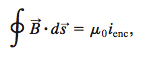 ∮ B⃗ · ds⃗ = μ₀i_enc,